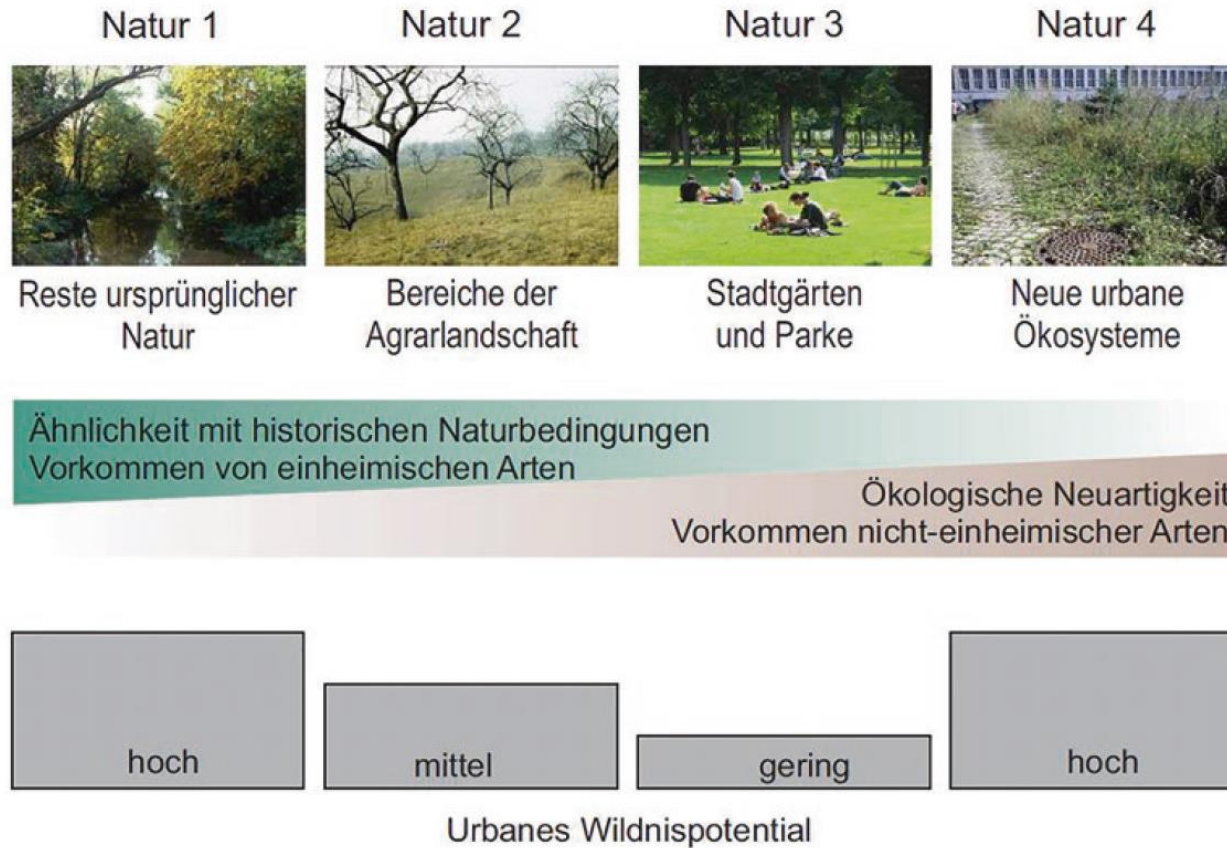 Natur 1
Natur 2
Natur 3
Natur 4
Reste ursprünglicher
Natur
Bereiche der
Agrarlandschaft
Stadtgärten
und Parke
Neue urbane
Ökosysteme
Ähnlichkeit mit historischen Naturbedingungen
Vorkommen von einheimischen Arten
Ökologische Neuartigkeit
Vorkommen nicht-einheimischer Arten
hoch
mittel
gering
hoch
Urbanes Wildnispotential